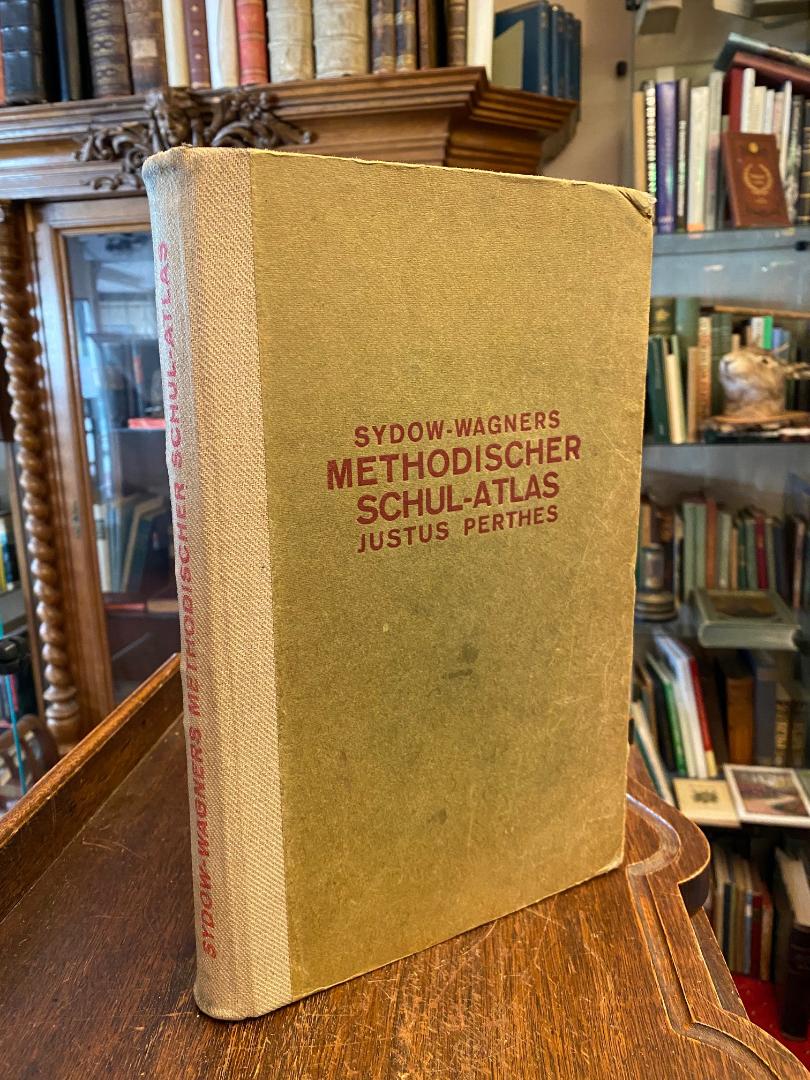 SYDOW-WAGNERS
METHODISCHER
SCHUL-ATLAS
JUSTUS PERTHES
SYDOW-WAGNERS METHODISCHER SCHUL-ATLAS